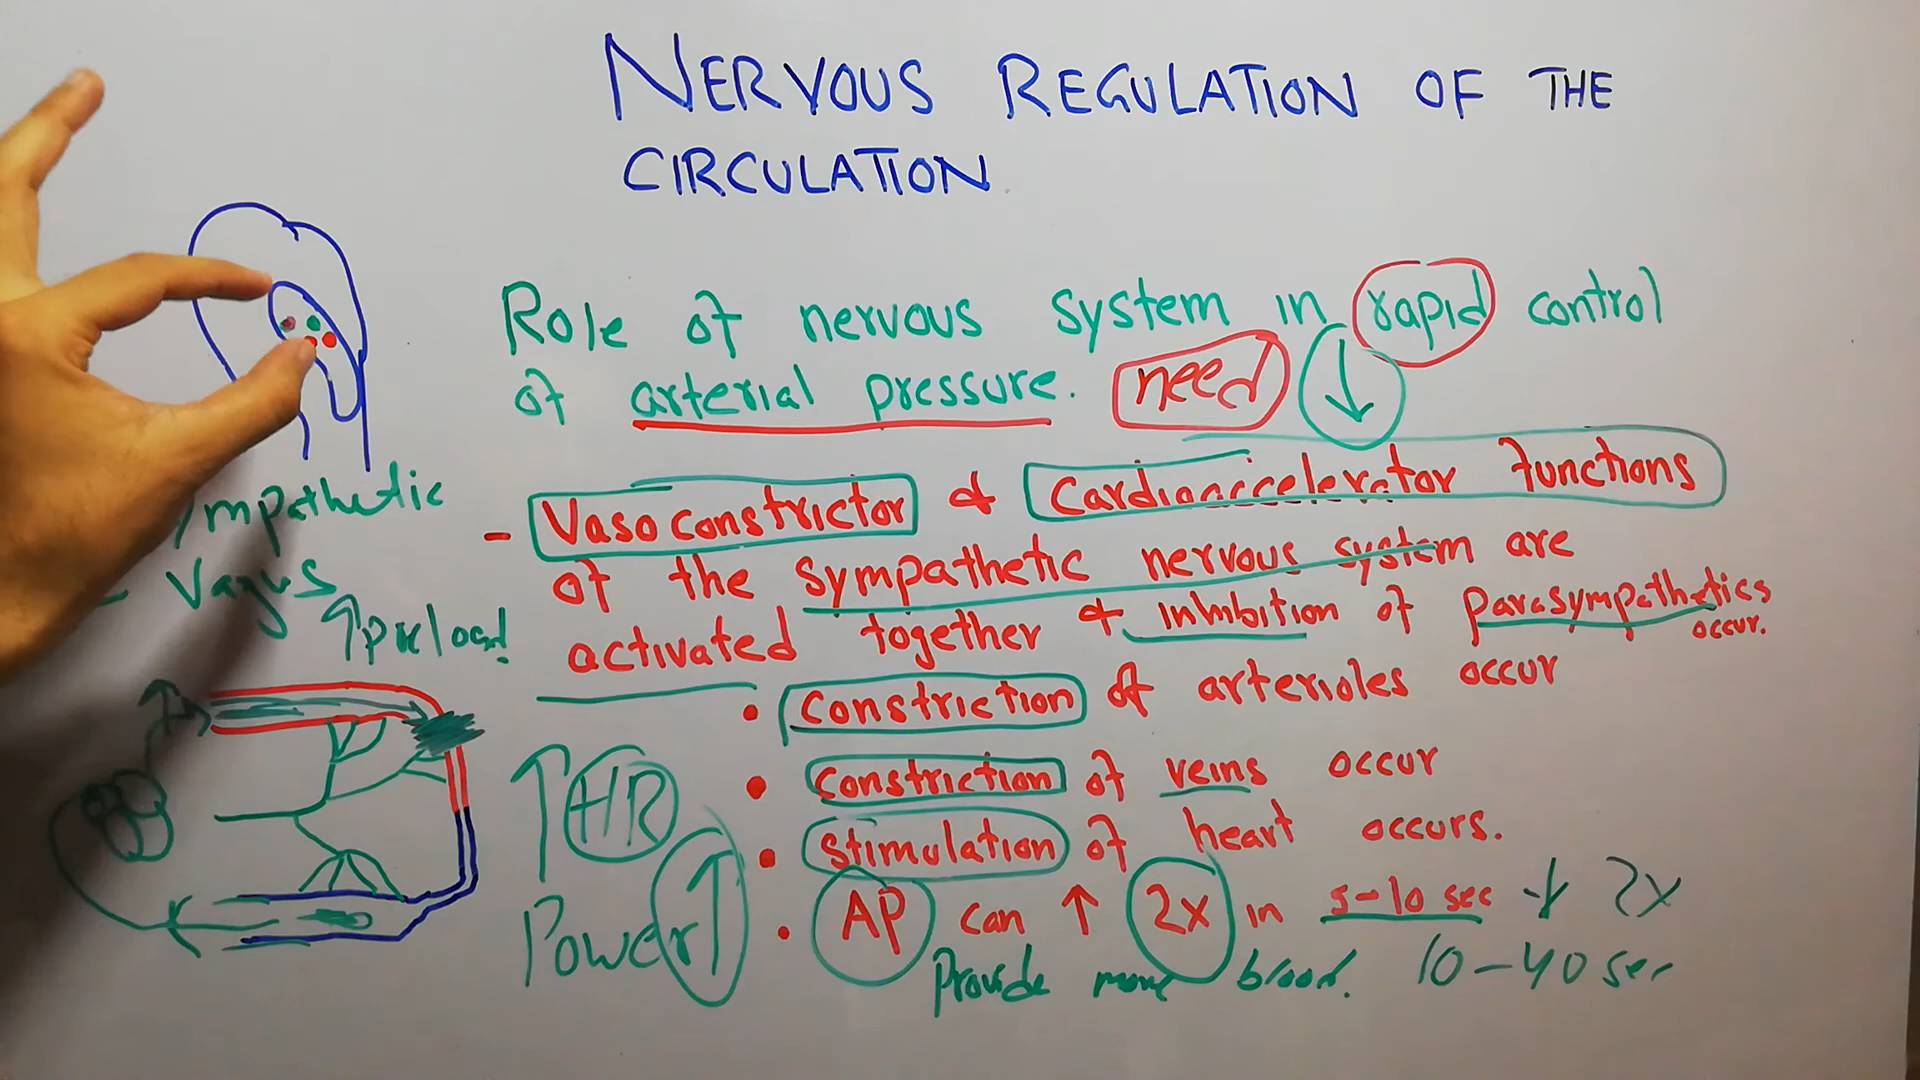 NERVOUS REGULATION OF THE
CIRCULATION
Role of nervous system in rapid control
of arterial pressure. need ↓
- Vasoconstrictor & Cardioaccelerator functions
of the sympathetic nervous system are
activated together & inhibition of parasympathetics
occur.
• Constriction of arterioles occur
• Constriction of veins occur
• Stimulation of heart occurs.
• AP can ↑ 2x in 5-10 sec ↓ 2x
Provide more blood. 10-40 sec
ympathetic
- Vagus
↑preload
↑HR
Power↑